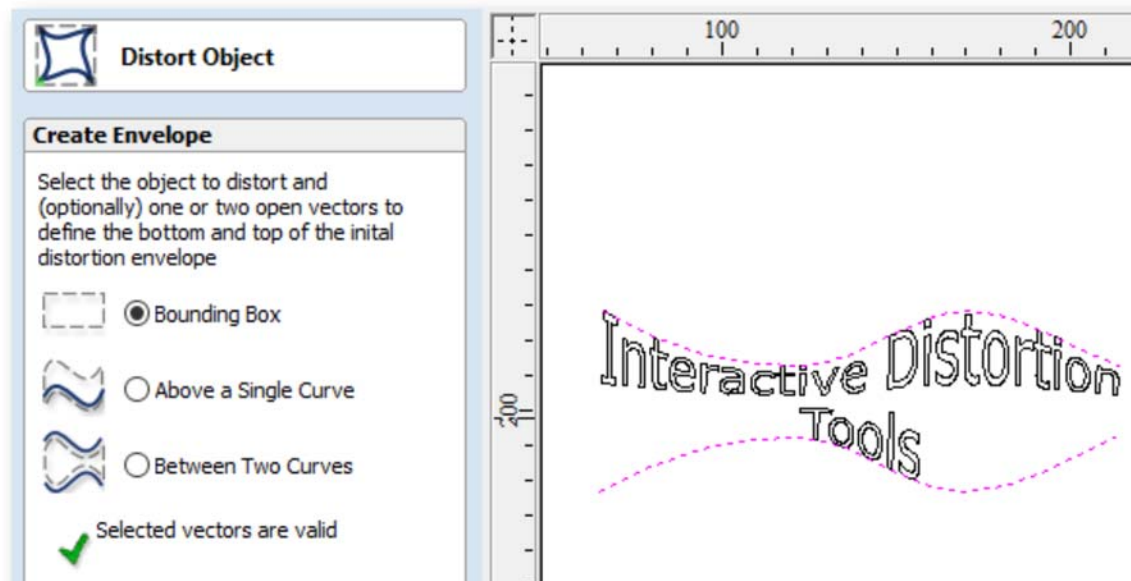 Distort Object
Create Envelope
Select the object to distort and
(optionally) one or two open vectors to
define the bottom and top of the inital
distortion envelope
Bounding Box
Above a Single Curve
Between Two Curves
Selected vectors are valid
100 200
200
Interactive Distortion
Tools